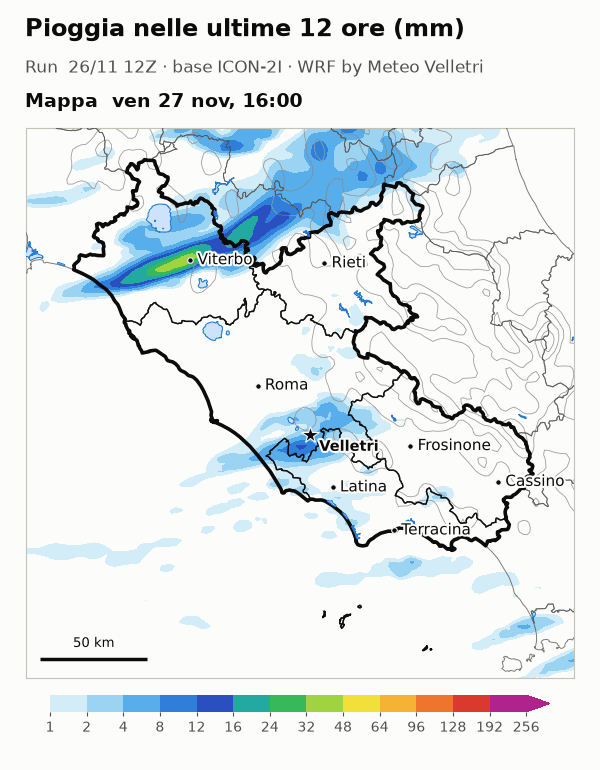 Pioggia nelle ultime 12 ore (mm)
Run  26/11 12Z · base ICON-2I · WRF by Meteo Velletri
Mappa  ven 27 nov, 16:00
Viterbo
Rieti
Roma
Velletri
Frosinone
Latina
Cassino
Terracina
50 km
1 2 4 8 12 16 24 32 48 64 96 128 192 256